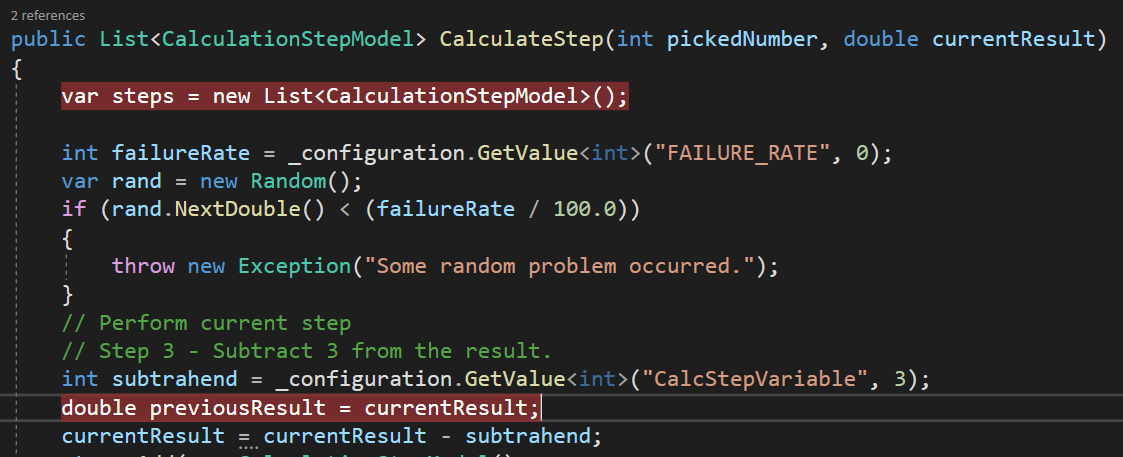 2 references
public List<CalculationStepModel> CalculateStep(int pickedNumber, double currentResult)
{
var steps = new List<CalculationStepModel>();
int failureRate = _configuration.GetValue<int>("FAILURE_RATE", 0);
var rand = new Random();
if (rand.NextDouble() < (failureRate / 100.0))
{
throw new Exception("Some random problem occurred.");
}
// Perform current step
// Step 3 - Subtract 3 from the result.
int subtrahend = _configuration.GetValue<int>("CalcStepVariable", 3);
double previousResult = currentResult;
currentResult = currentResult - subtrahend;